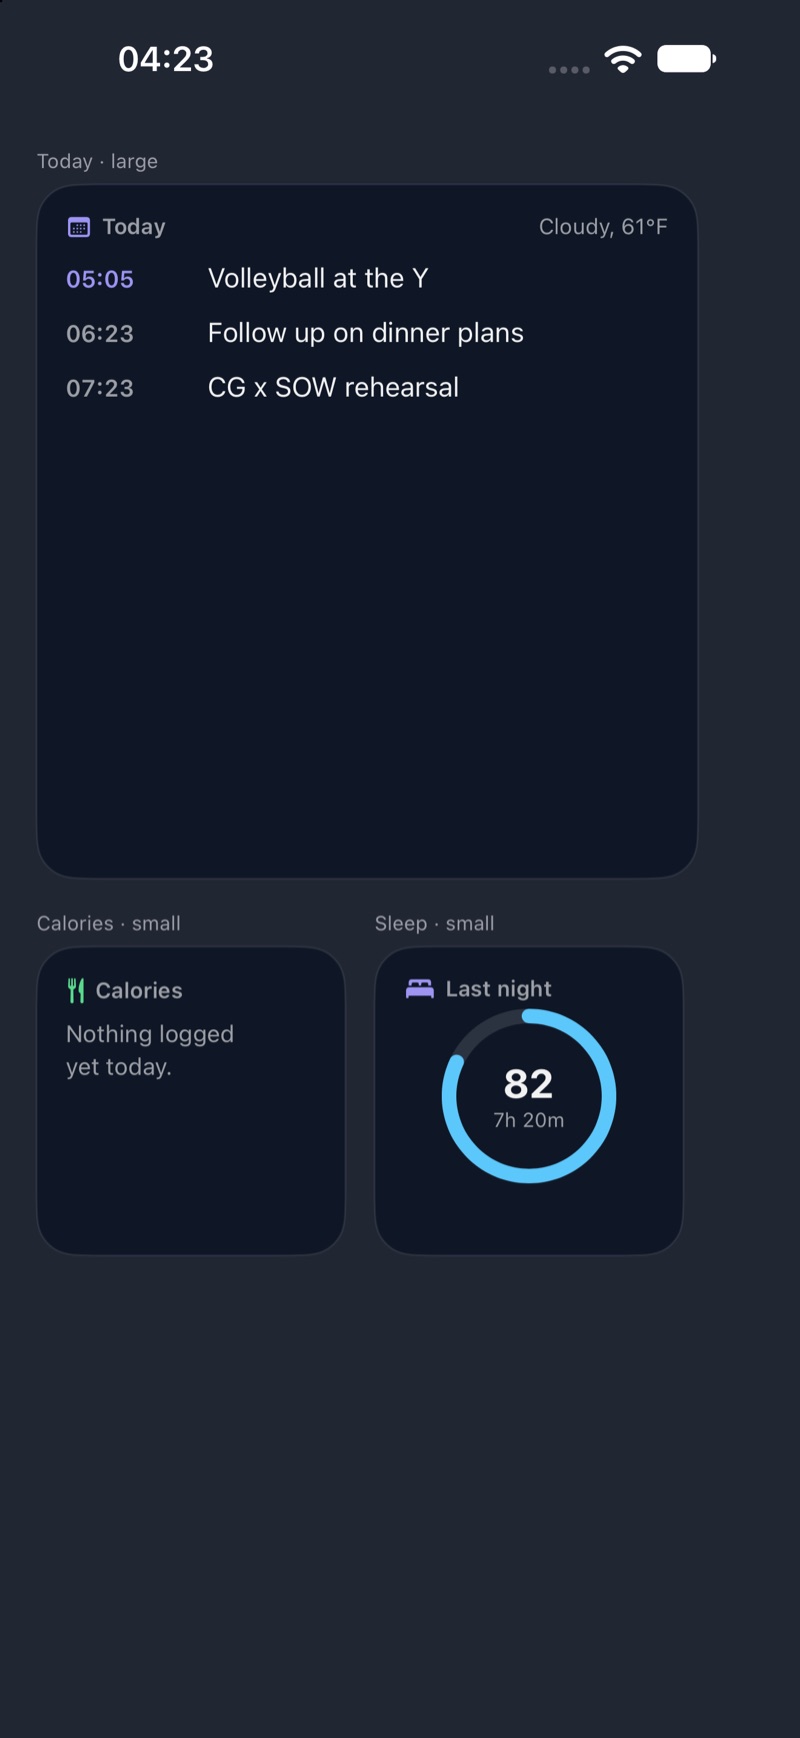 04:23
Today · large
Today
Cloudy, 61°F
05:05 Volleyball at the Y
06:23 Follow up on dinner plans
07:23 CG x SOW rehearsal
Calories · small
Calories
Nothing logged
yet today.
Sleep · small
Last night
82
7h 20m